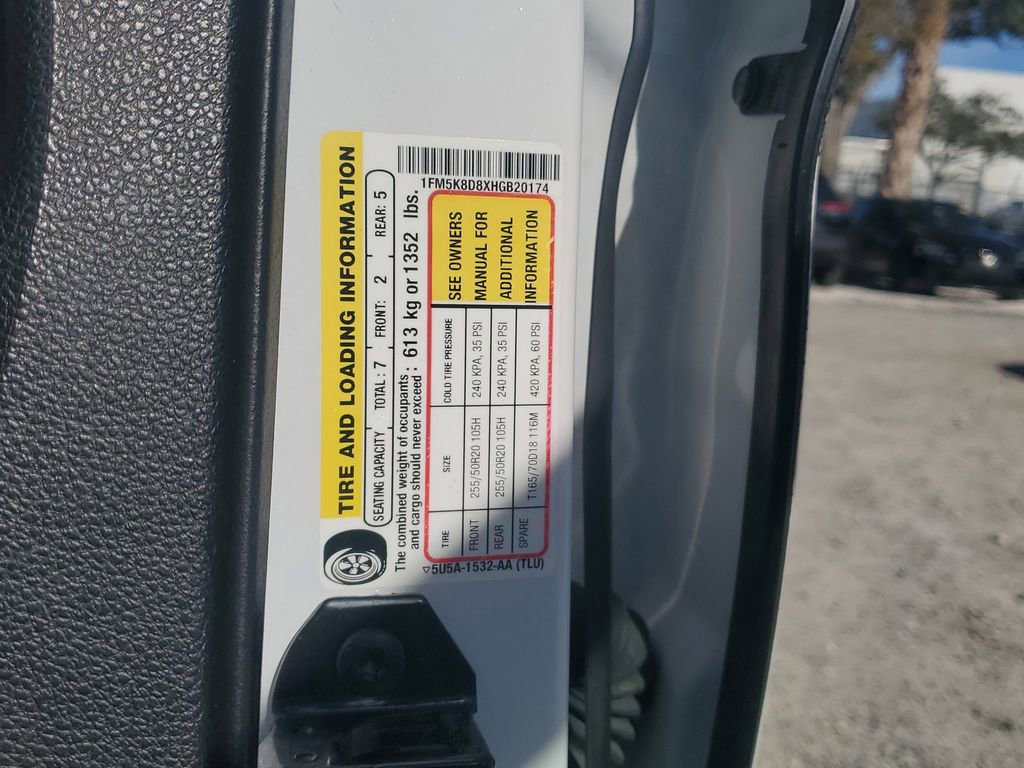 1FM5K8D8XHGB20174
TIRE AND LOADING INFORMATION
SEATING CAPACITY TOTAL: 7 FRONT: 2 REAR: 5
The combined weight of occupants
and cargo should never exceed : 613 kg or 1352 lbs.
TIRE SIZE COLD TIRE PRESSURE
FRONT 255/50R20 105H 240 KPA, 35 PSI
REAR 255/50R20 105H 240 KPA, 35 PSI
SPARE T165/70D18 116M 420 KPA, 60 PSI
SEE OWNERS
MANUAL FOR
ADDITIONAL
INFORMATION
5U5A-1532-AA (TLU)